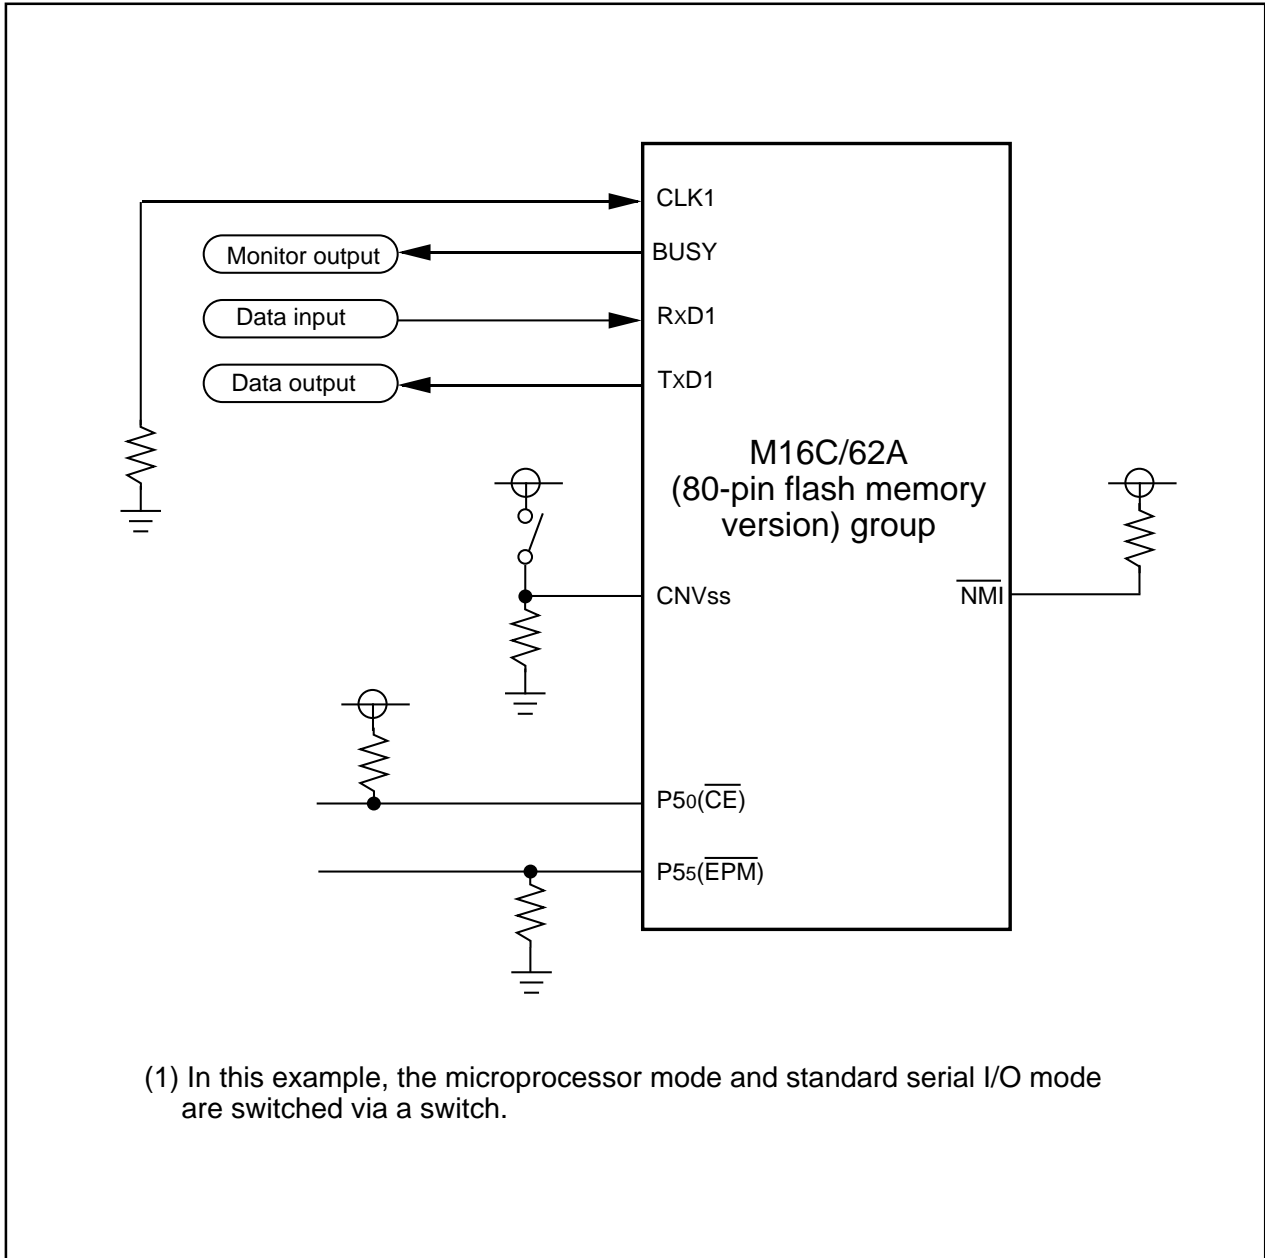 CLK1
Monitor output
BUSY
Data input
RxD1
Data output
TxD1
M16C/62A
(80-pin flash memory
version) group
CNVss
NMI
P50(CE)
P55(EPM)
(1) In this example, the microprocessor mode and standard serial I/O mode
are switched via a switch.